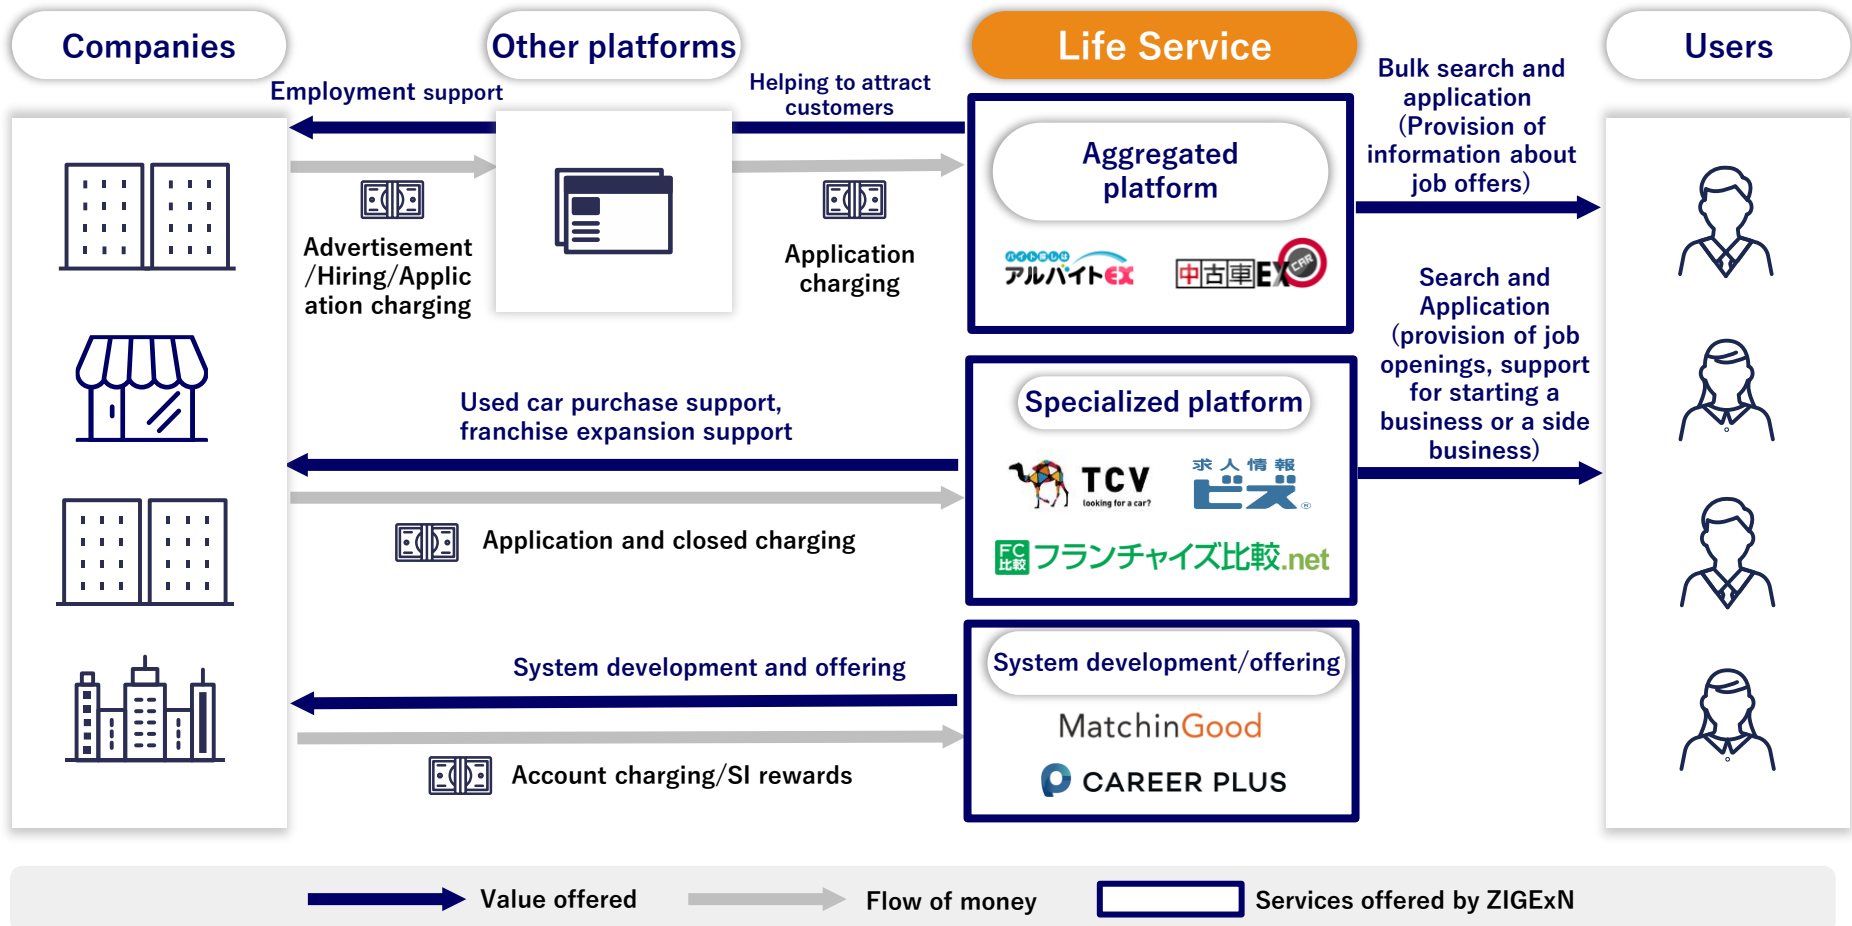 Companies
Other platforms
Life Service
Users
Employment support
Helping to attract
customers
Bulk search and
application
(Provision of
information about
job offers)
Advertisement
/Hiring/Applic
ation charging
Application
charging
Aggregated
platform
バイト探しは
アルバイトEX
中古車EX
CAR
Search and
Application
(provision of job
openings, support
for starting a
business or a side
business)
Used car purchase support,
franchise expansion support
Application and closed charging
Specialized platform
TCV
looking for a car?
求人情報
ビズ®
FC
比較
フランチャイズ比較.net
System development and offering
Account charging/SI rewards
System development/offering
MatchinGood
CAREER PLUS
Value offered
Flow of money
Services offered by ZIGExN